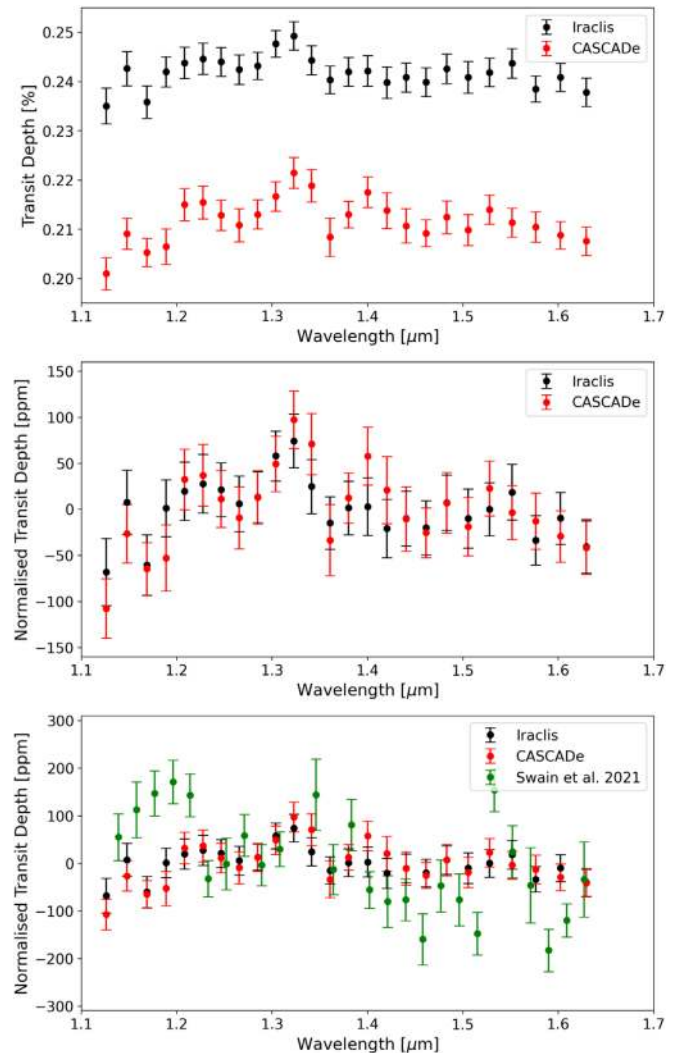 0.25
0.24
0.23
0.22
0.21
0.20
Transit Depth [%]
Iraclis
CASCADe
1.1 1.2 1.3 1.4 1.5 1.6 1.7
Wavelength [μm]
150
100
50
0
−50
−100
−150
Normalised Transit Depth [ppm]
Iraclis
CASCADe
1.1 1.2 1.3 1.4 1.5 1.6 1.7
Wavelength [μm]
300
200
100
0
−100
−200
−300
Normalised Transit Depth [ppm]
Iraclis
CASCADe
Swain et al. 2021
1.1 1.2 1.3 1.4 1.5 1.6 1.7
Wavelength [μm]